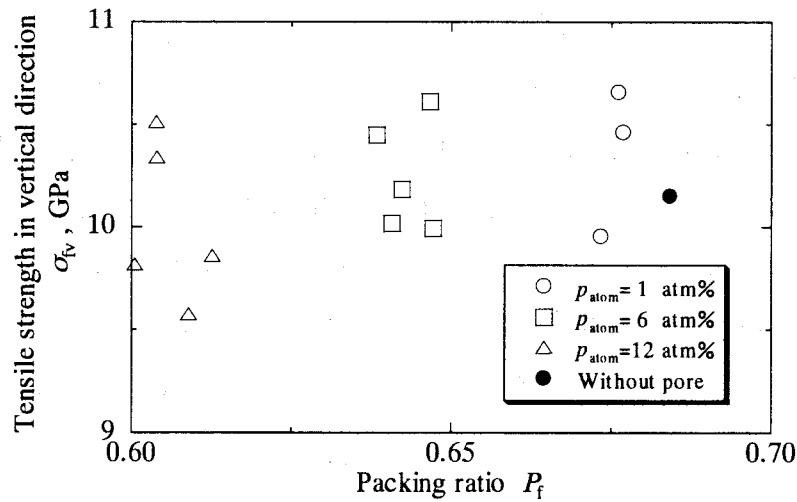 Tensile strength in vertical direction
σfv , GPa
11
10
9
0.60
0.65
0.70
Packing ratio Pf
patom= 1 atm%
patom= 6 atm%
patom=12 atm%
Without pore